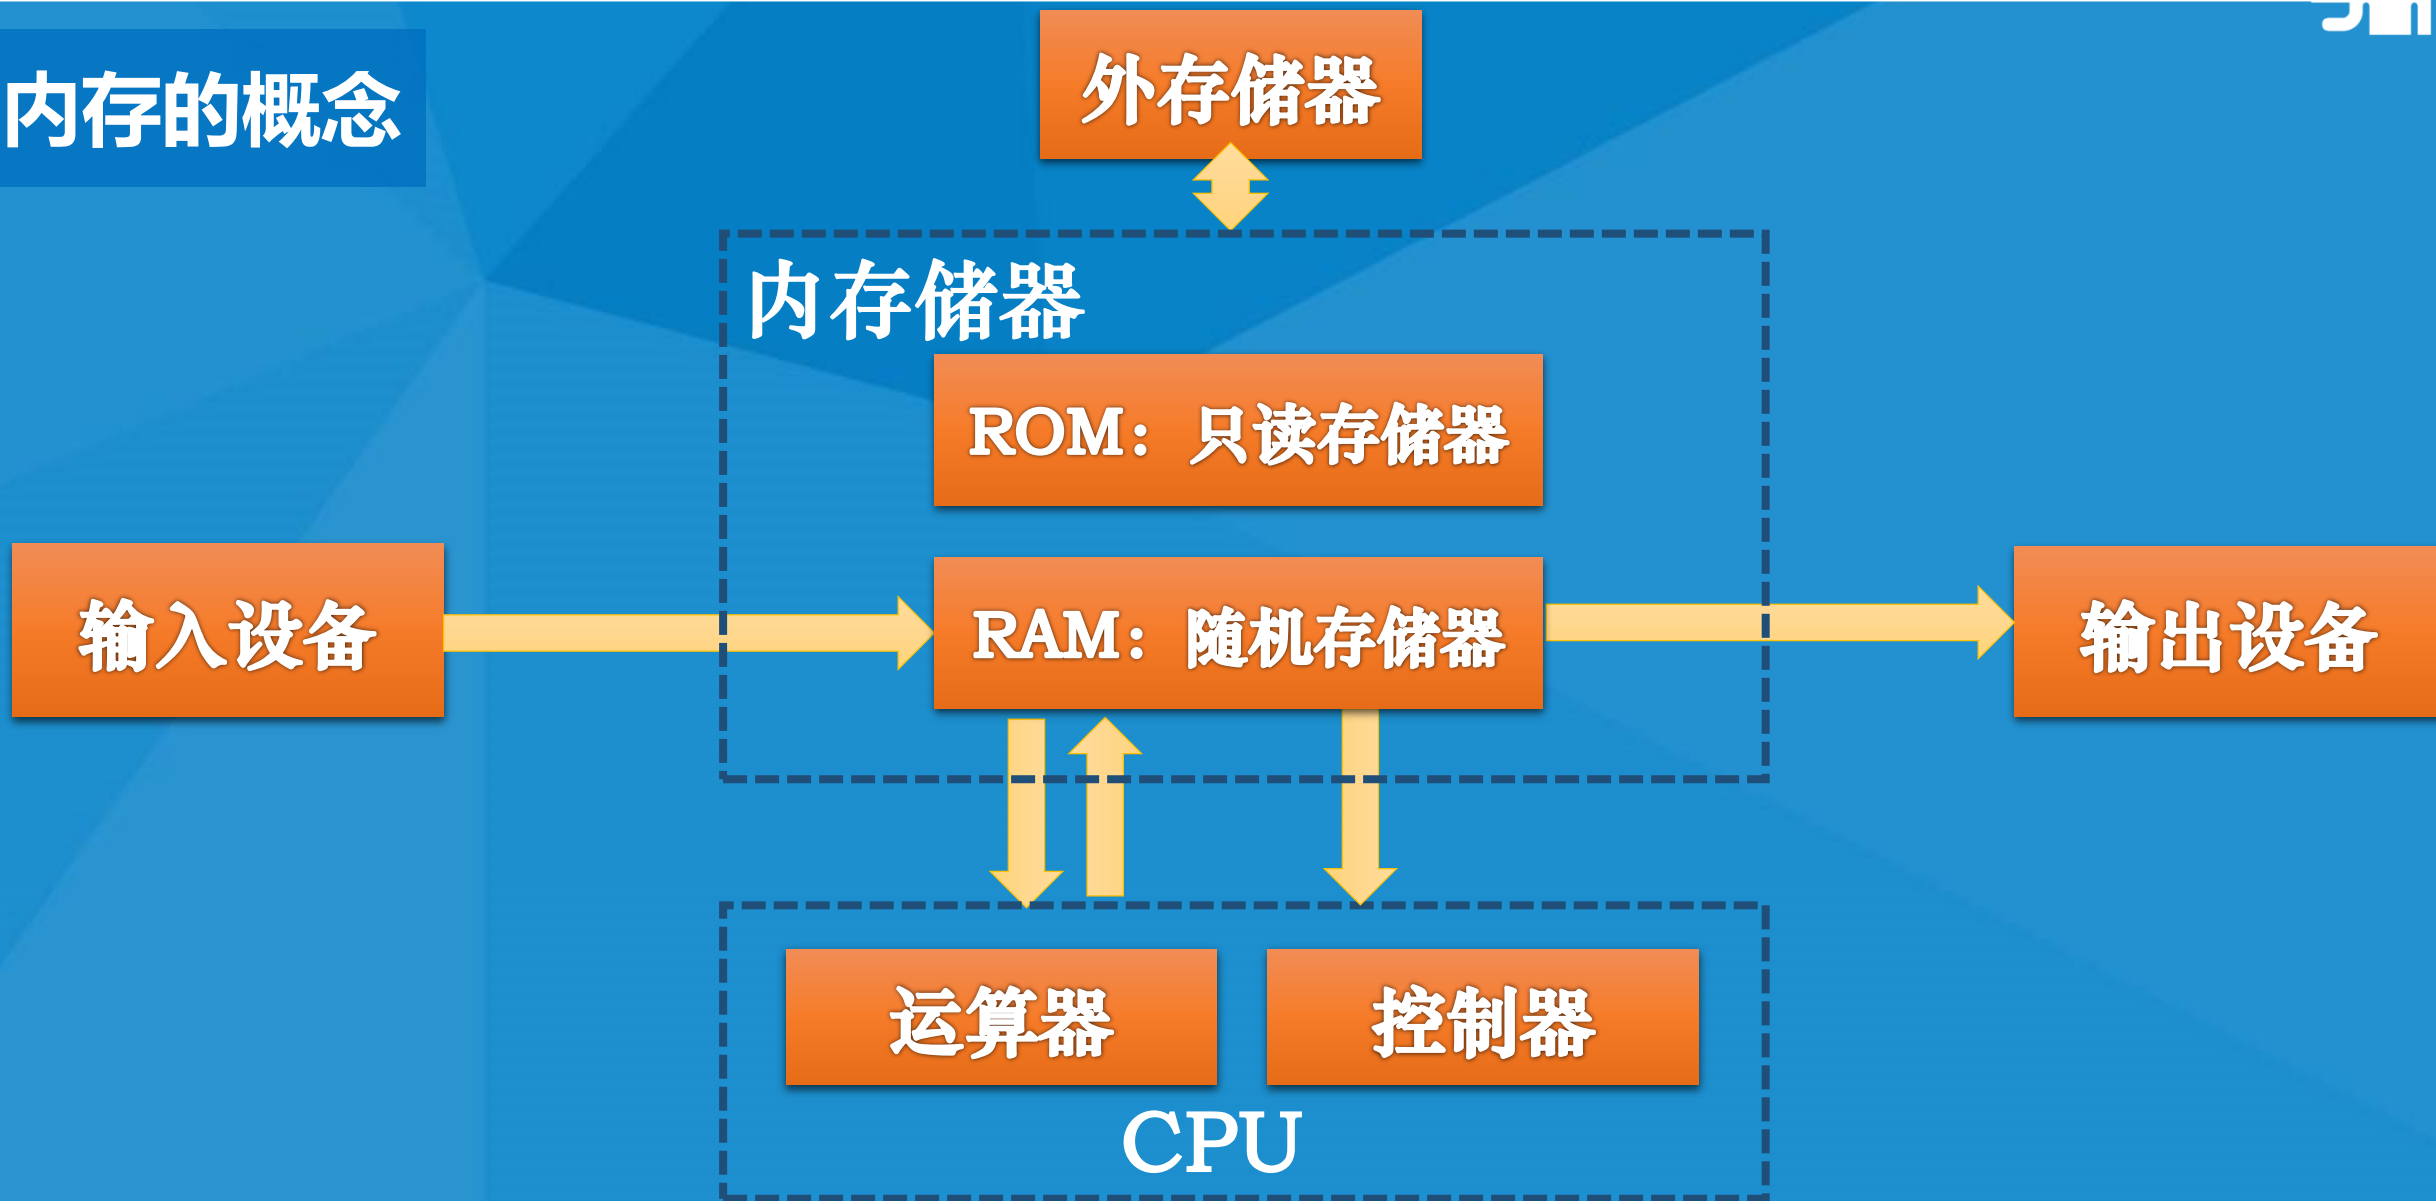 内存的概念
外存储器
内存储器
ROM：只读存储器
输入设备
RAM：随机存储器
输出设备
运算器
控制器
CPU